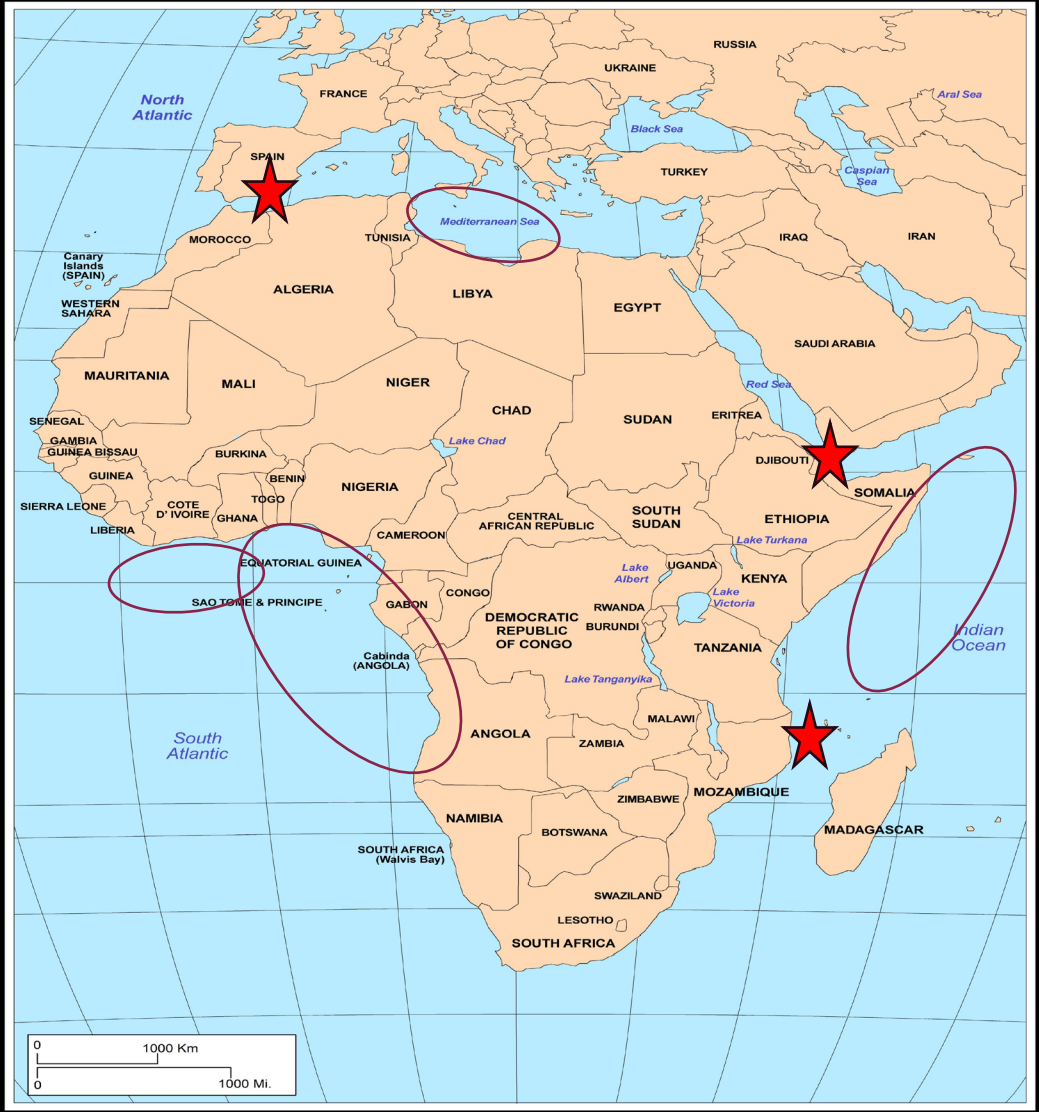 RUSSIA
UKRAINE
FRANCE
Aral Sea
North
Atlantic
Black Sea
SPAIN
TURKEY
Caspian
Sea
Mediterranean Sea
MOROCCO
TUNISIA
IRAQ
IRAN
Canary
Islands
(SPAIN)
ALGERIA
LIBYA
EGYPT
WESTERN
SAHARA
SAUDI ARABIA
MAURITANIA
MALI
NIGER
Red Sea
CHAD
SUDAN
ERITREA
SENEGAL
GAMBIA
GUINEA BISSAU
Lake Chad
BURKINA
DJIBOUTI
GUINEA
BENIN
NIGERIA
SOMALIA
TOGO
SIERRA LEONE
COTE
D' IVOIRE
GHANA
CENTRAL
AFRICAN REPUBLIC
SOUTH
SUDAN
ETHIOPIA
LIBERIA
CAMEROON
Lake Turkana
EQUATORIAL GUINEA
Lake
Albert
UGANDA
KENYA
CONGO
Lake
Victoria
SAO TOME & PRINCIPE
GABON
RWANDA
DEMOCRATIC
REPUBLIC
OF CONGO
BURUNDI
Indian
Ocean
TANZANIA
Cabinda
(ANGOLA)
Lake Tanganyika
MALAWI
South
Atlantic
ANGOLA
ZAMBIA
MOZAMBIQUE
ZIMBABWE
NAMIBIA
BOTSWANA
MADAGASCAR
SOUTH AFRICA
(Walvis Bay)
SWAZILAND
LESOTHO
SOUTH AFRICA
0
1000 Km
0
1000 Mi.